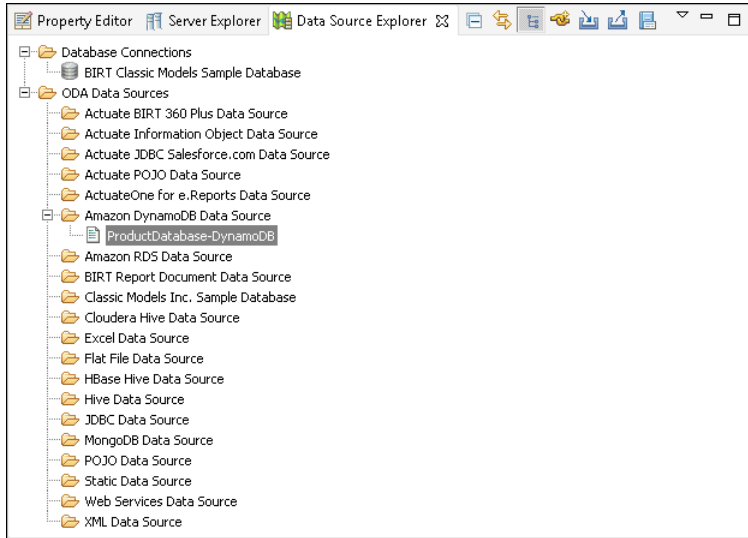 Property Editor Server Explorer Data Source Explorer
Database Connections
BIRT Classic Models Sample Database
ODA Data Sources
Actuate BIRT 360 Plus Data Source
Actuate Information Object Data Source
Actuate JDBC Salesforce.com Data Source
Actuate POJO Data Source
ActuateOne for e.Reports Data Source
Amazon DynamoDB Data Source
ProductDatabase-DynamoDB
Amazon RDS Data Source
BIRT Report Document Data Source
Classic Models Inc. Sample Database
Cloudera Hive Data Source
Excel Data Source
Flat File Data Source
HBase Hive Data Source
Hive Data Source
JDBC Data Source
MongoDB Data Source
POJO Data Source
Static Data Source
Web Services Data Source
XML Data Source